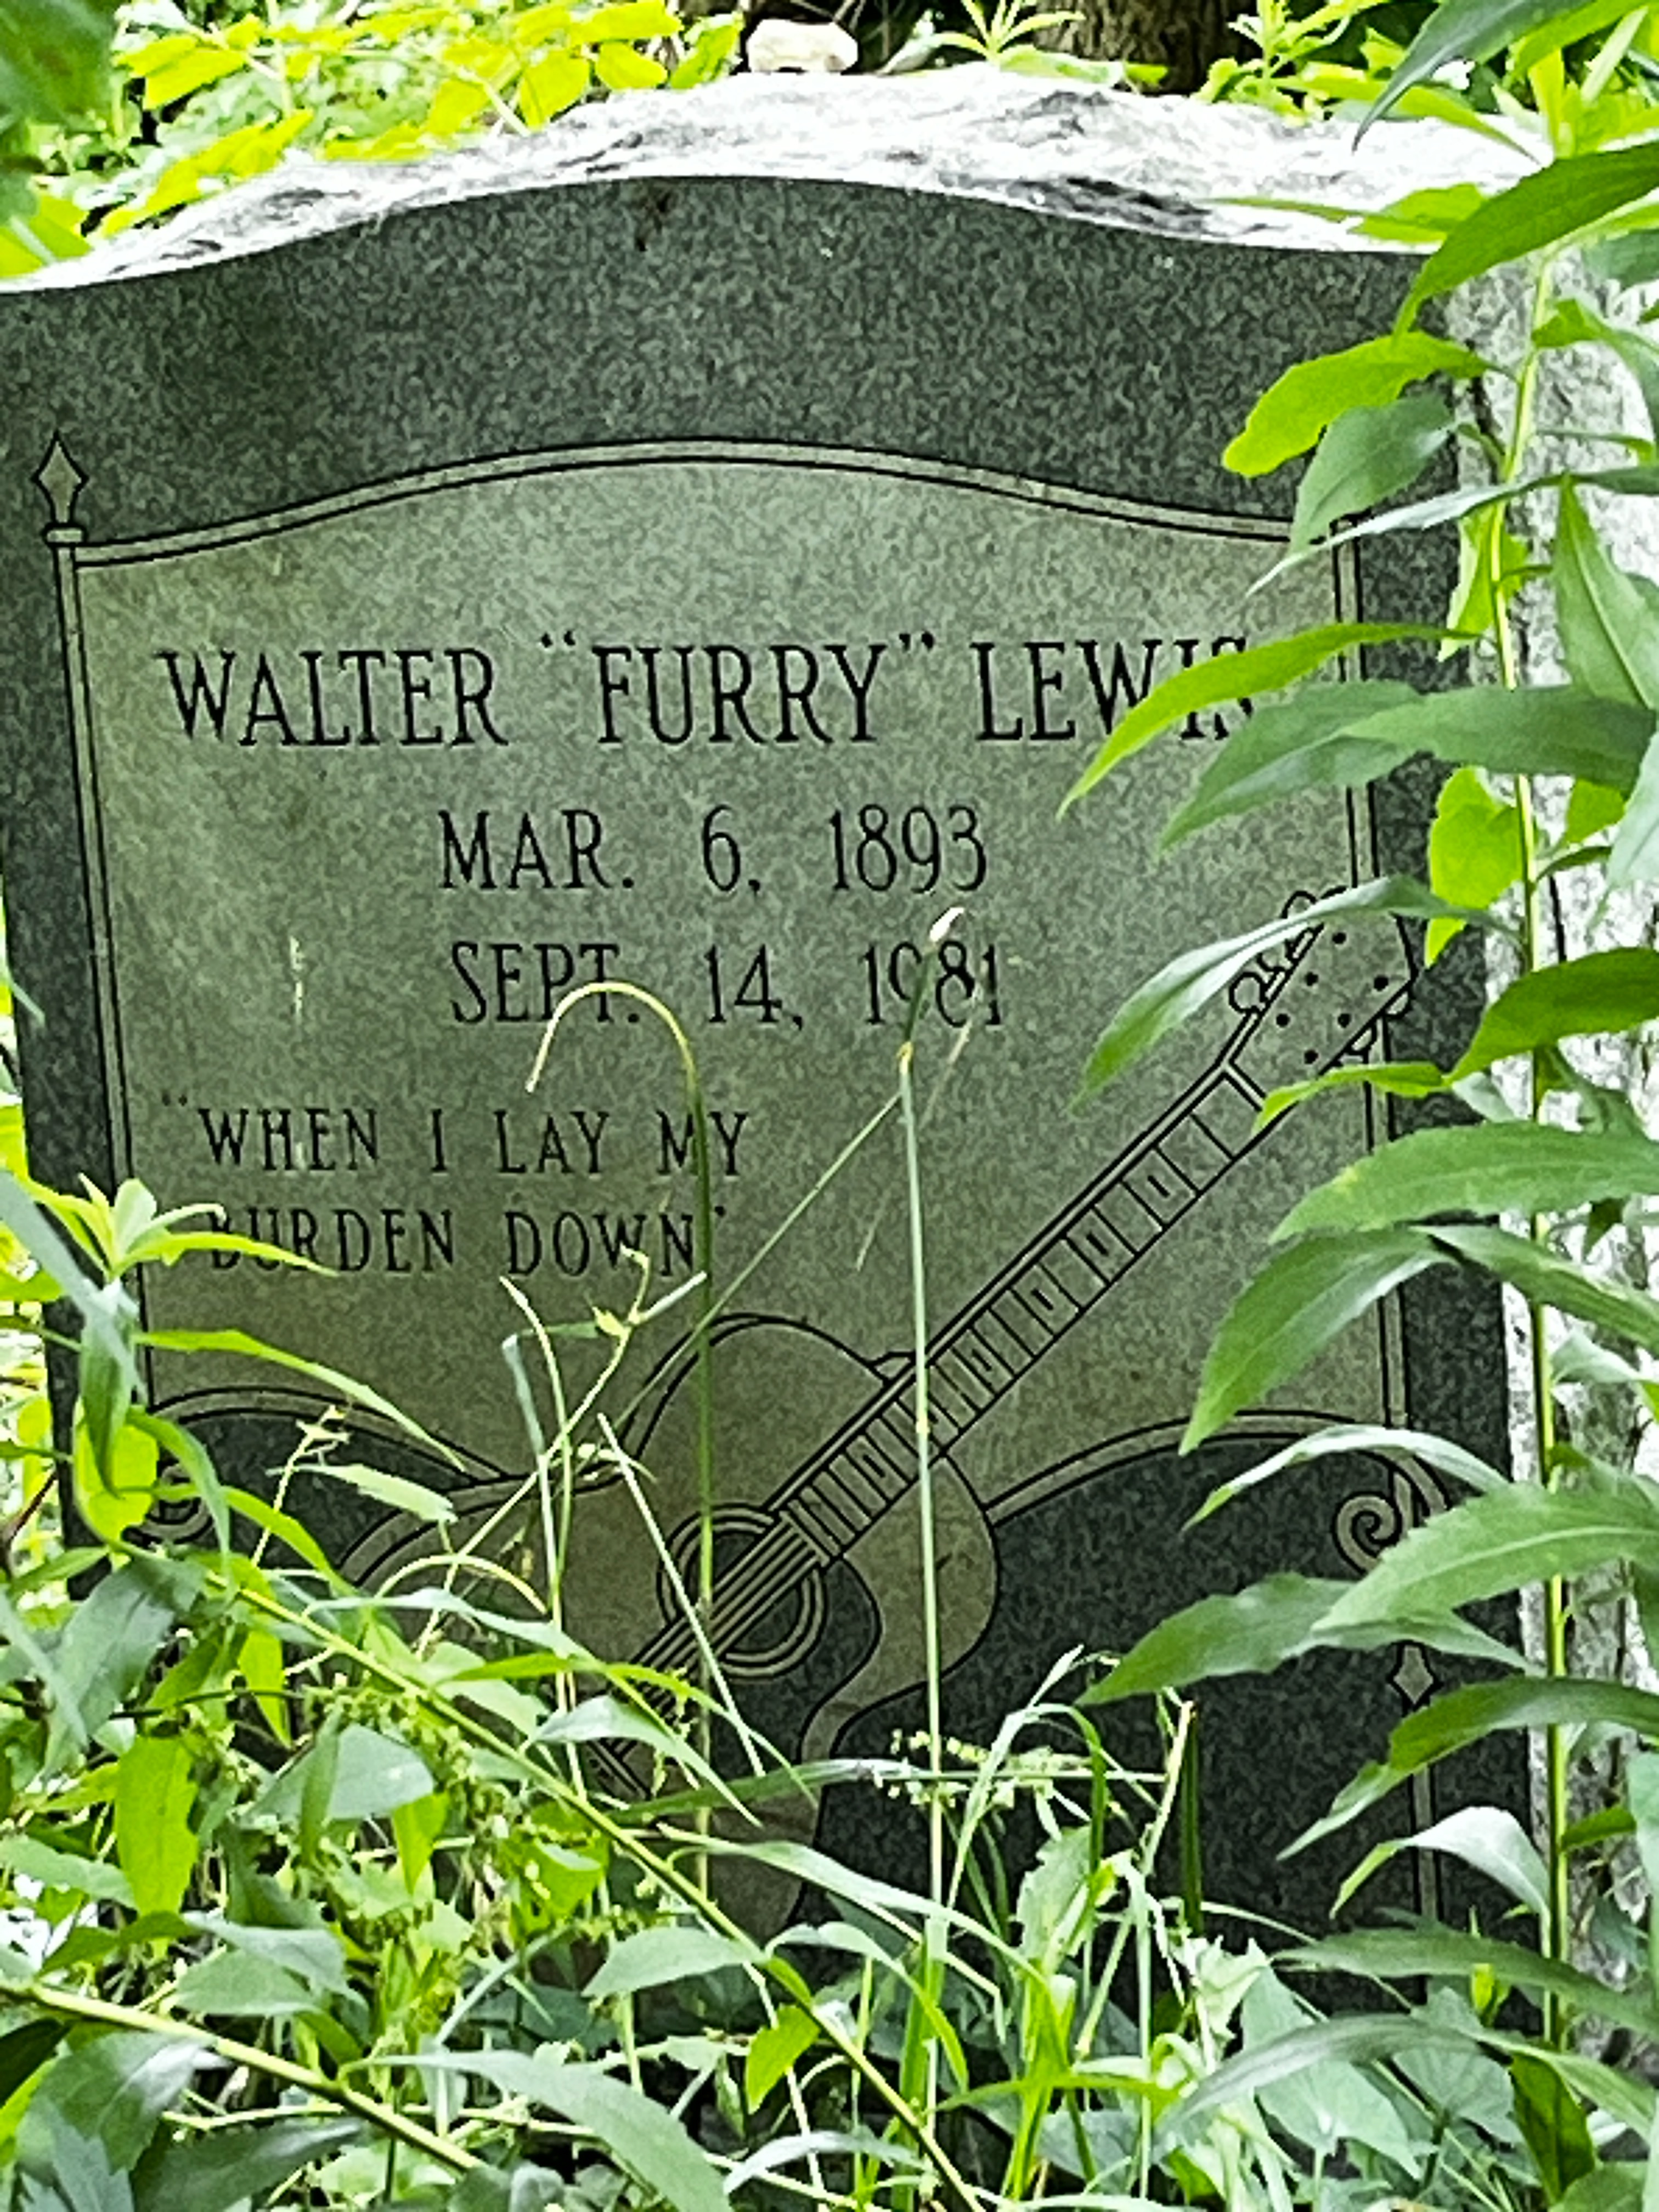 WALTER "FURRY" LEWIS
MAR. 6, 1893
SEPT. 14, 1981
"WHEN I LAY MY
BURDEN DOWN"